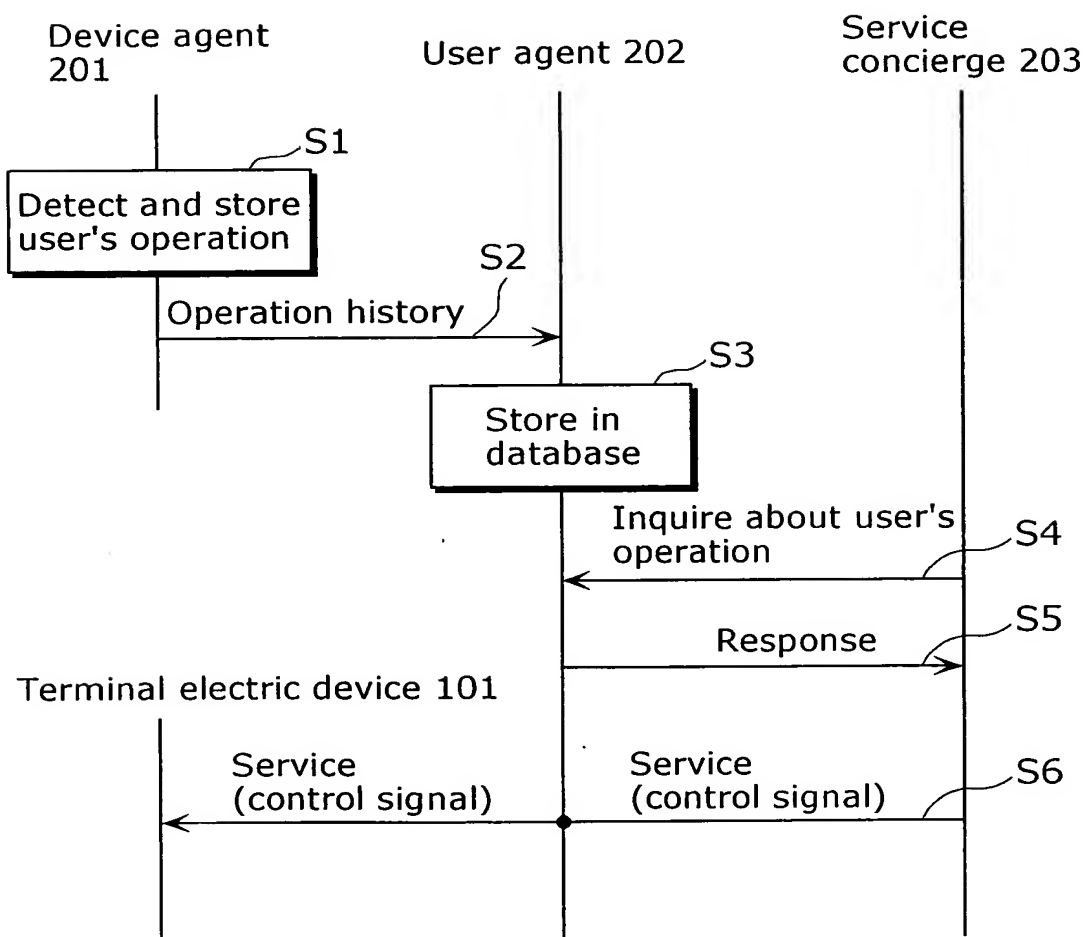 Device agent
201
User agent 202
Service
concierge 203
S1
Detect and store
user's operation
S2
Operation history
S3
Store in
database
Inquire about user's
operation
S4
Response
S5
Terminal electric device 101
Service
(control signal)
Service
(control signal)
S6